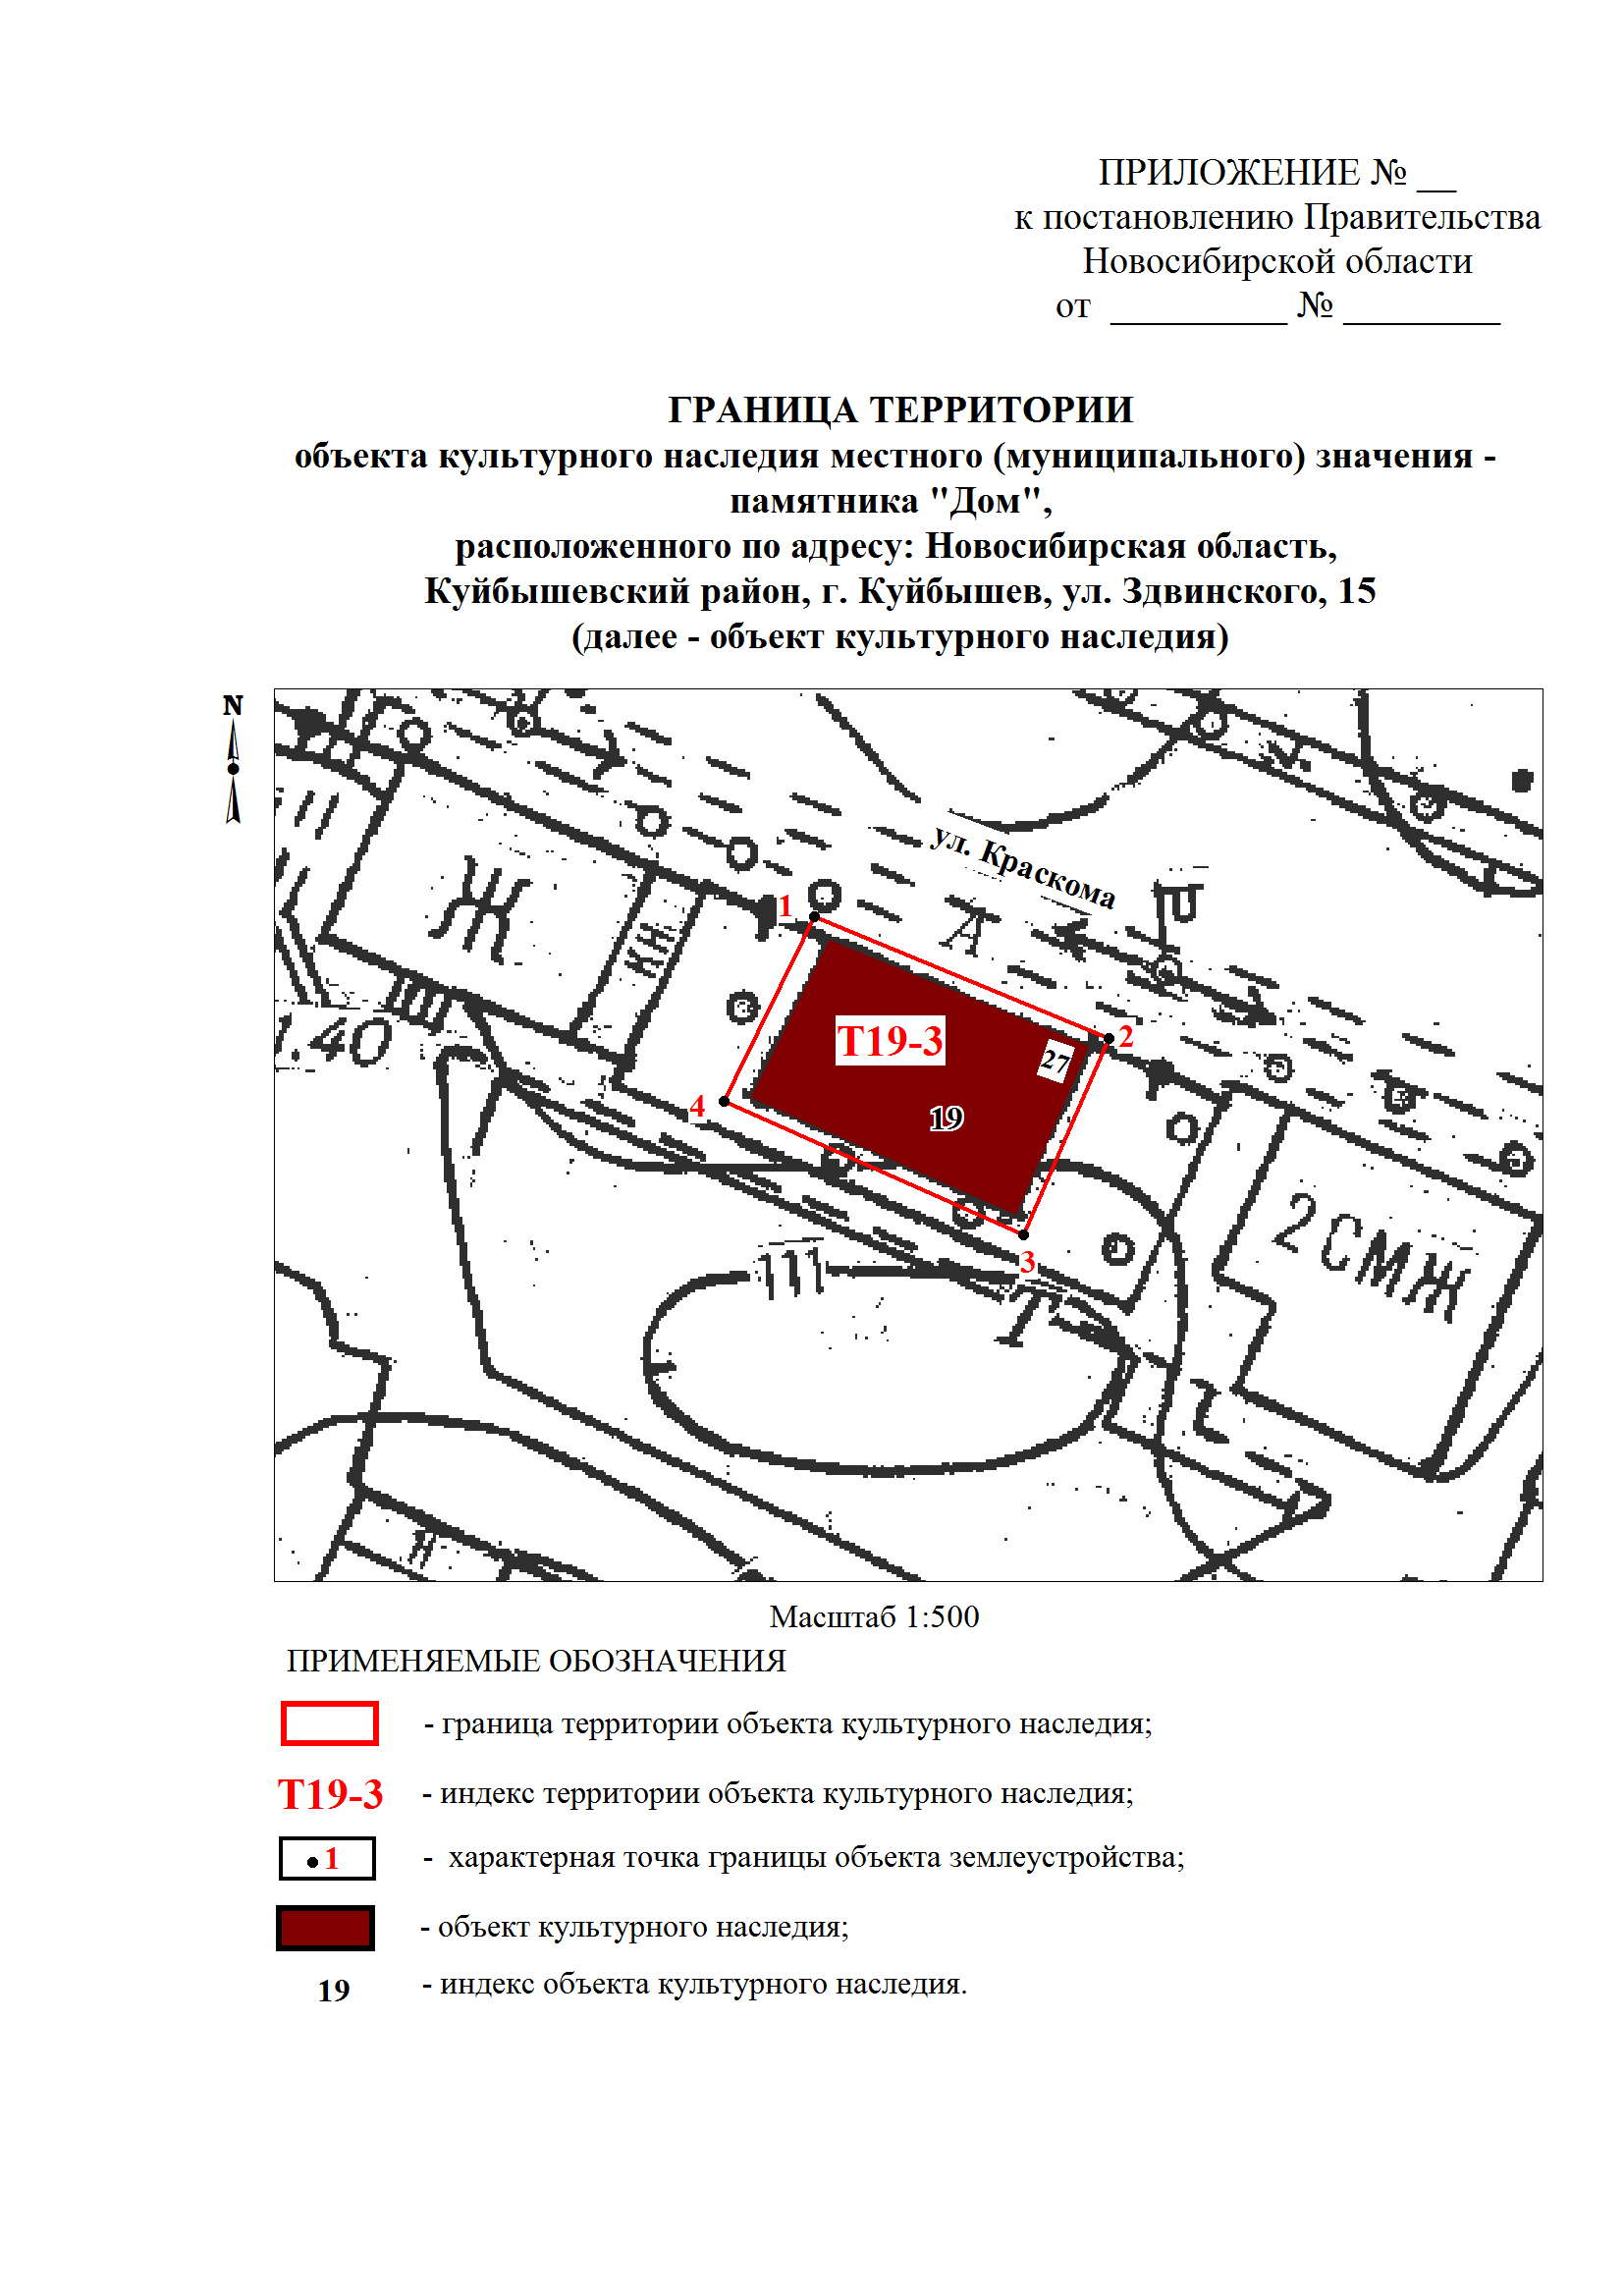 ПРИЛОЖЕНИЕ № __
к постановлению Правительства
Новосибирской области
от _________ № ________
ГРАНИЦА ТЕРРИТОРИИ
объекта культурного наследия местного (муниципального) значения -
памятника "Дом",
расположенного по адресу: Новосибирская область,
Куйбышевский район, г. Куйбышев, ул. Здвинского, 15
(далее - объект культурного наследия)
N
ул. Краскома
Ж
КН
А
1
2
Т19-3
27
19
4
3
1.40
2СМЖ
Т
Масштаб 1:500
ПРИМЕНЯЕМЫЕ ОБОЗНАЧЕНИЯ
- граница территории объекта культурного наследия;
Т19-3 - индекс территории объекта культурного наследия;
1 - характерная точка границы объекта землеустройства;
- объект культурного наследия;
19 - индекс объекта культурного наследия.